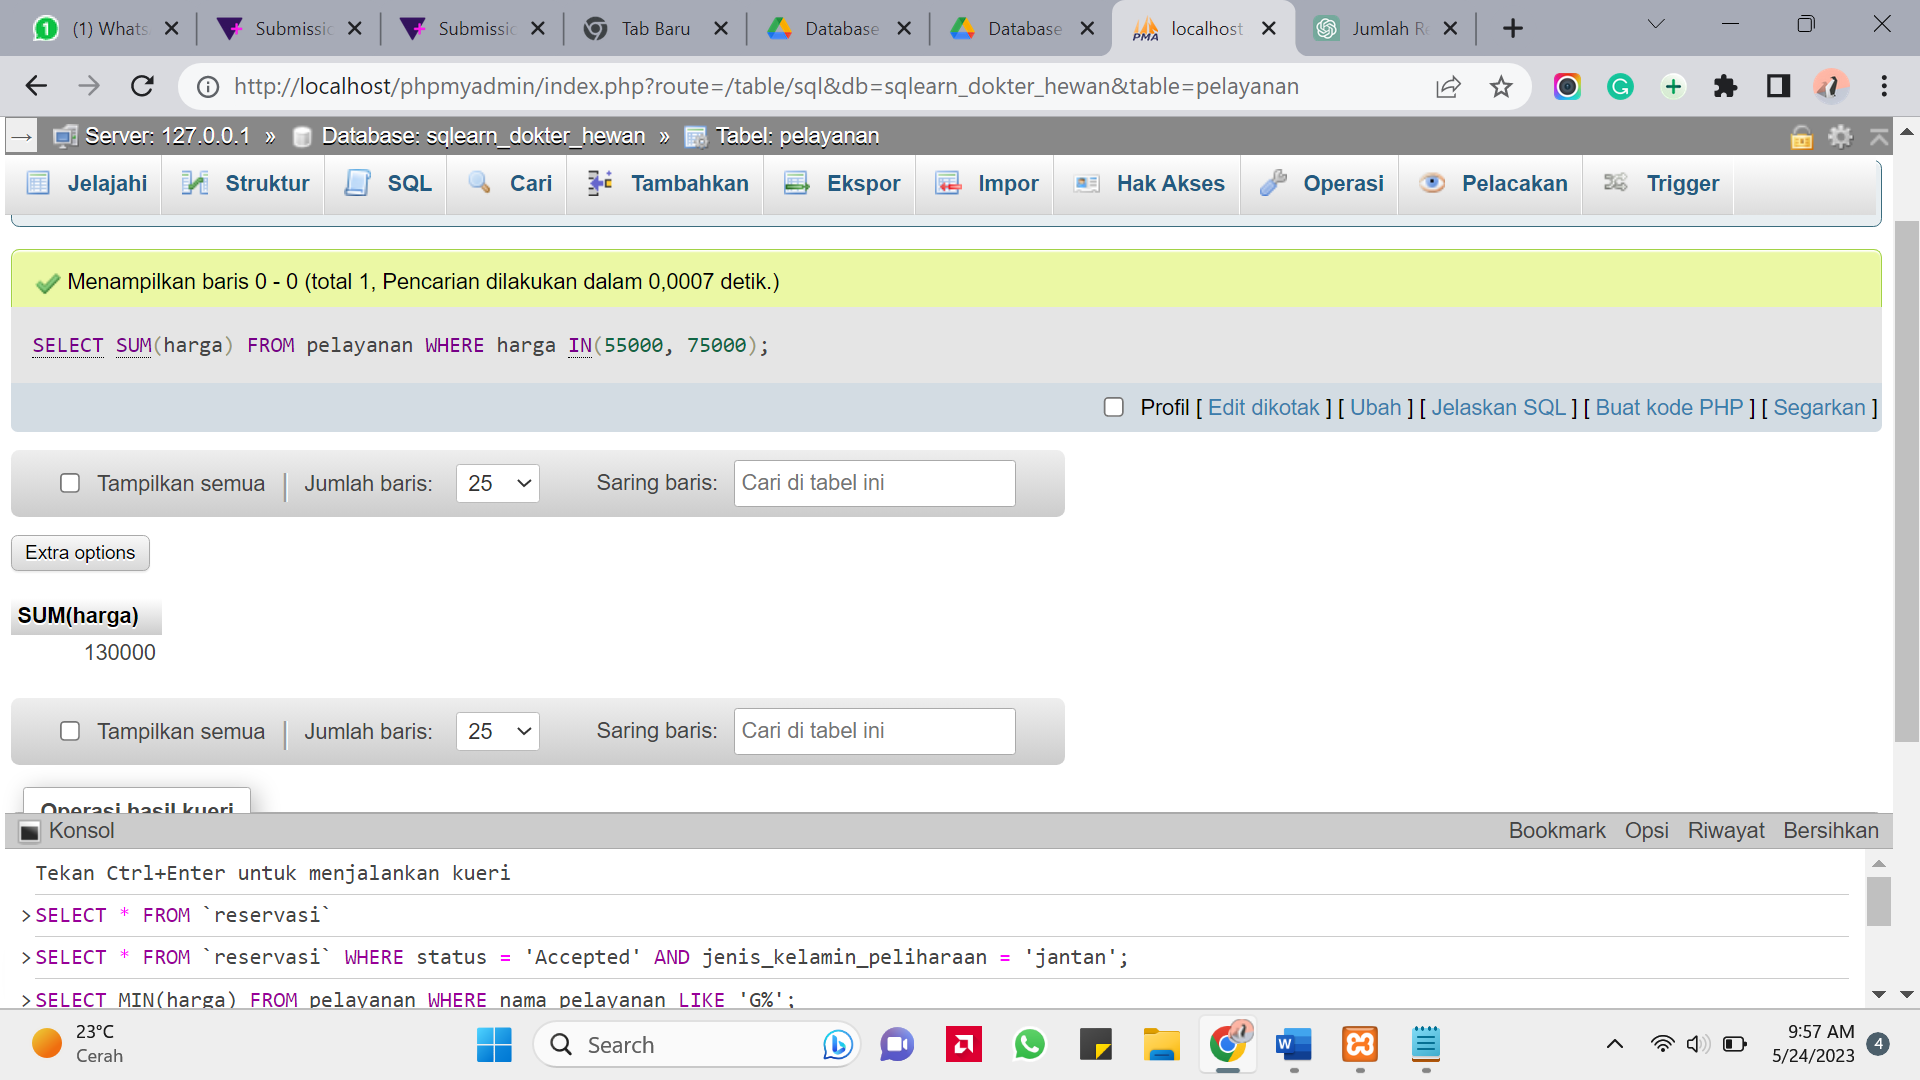 1 (1) Whats
Submissio
Submissio
Tab Baru
Database
Database
PMA localhost
Jumlah Re
http://localhost/phpmyadmin/index.php?route=/table/sql&db=sqlearn_dokter_hewan&table=pelayanan
Server: 127.0.0.1 » Database: sqlearn_dokter_hewan » Tabel: pelayanan
Jelajahi Struktur SQL Cari Tambahkan Ekspor Impor Hak Akses Operasi Pelacakan Trigger
Menampilkan baris 0 - 0 (total 1, Pencarian dilakukan dalam 0,0007 detik.)
SELECT SUM(harga) FROM pelayanan WHERE harga IN(55000, 75000);
Profil [ Edit dikotak ] [ Ubah ] [ Jelaskan SQL ] [ Buat kode PHP ] [ Segarkan ]
Tampilkan semua | Jumlah baris: 25 Saring baris: Cari di tabel ini
Extra options
SUM(harga)
130000
Tampilkan semua | Jumlah baris: 25 Saring baris: Cari di tabel ini
Operasi hasil kueri
Konsol Bookmark Opsi Riwayat Bersihkan
Tekan Ctrl+Enter untuk menjalankan kueri
>SELECT * FROM `reservasi`
>SELECT * FROM `reservasi` WHERE status = 'Accepted' AND jenis_kelamin_peliharaan = 'jantan';
>SELECT MIN(harga) FROM pelayanan WHERE nama_pelayanan LIKE 'G%';
23°C
Cerah
Search
9:57 AM
5/24/2023
4